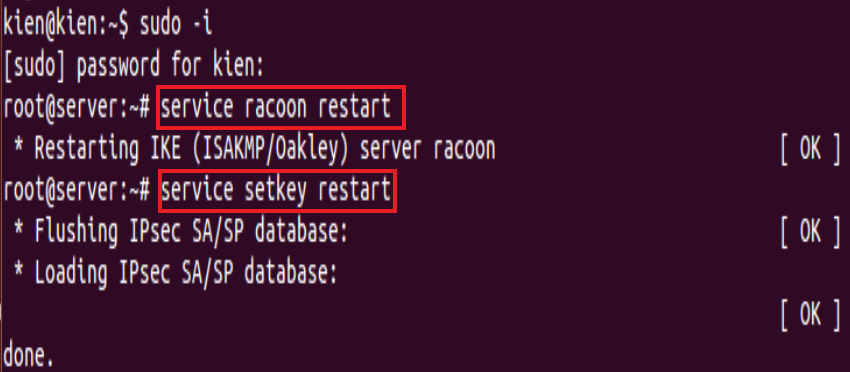 kien@kien:~$ sudo -i
[sudo] password for kien:
root@server:~# service racoon restart
 * Restarting IKE (ISAKMP/Oakley) server racoon [ OK ]
root@server:~# service setkey restart
 * Flushing IPsec SA/SP database: [ OK ]
 * Loading IPsec SA/SP database:
[ OK ]
done.